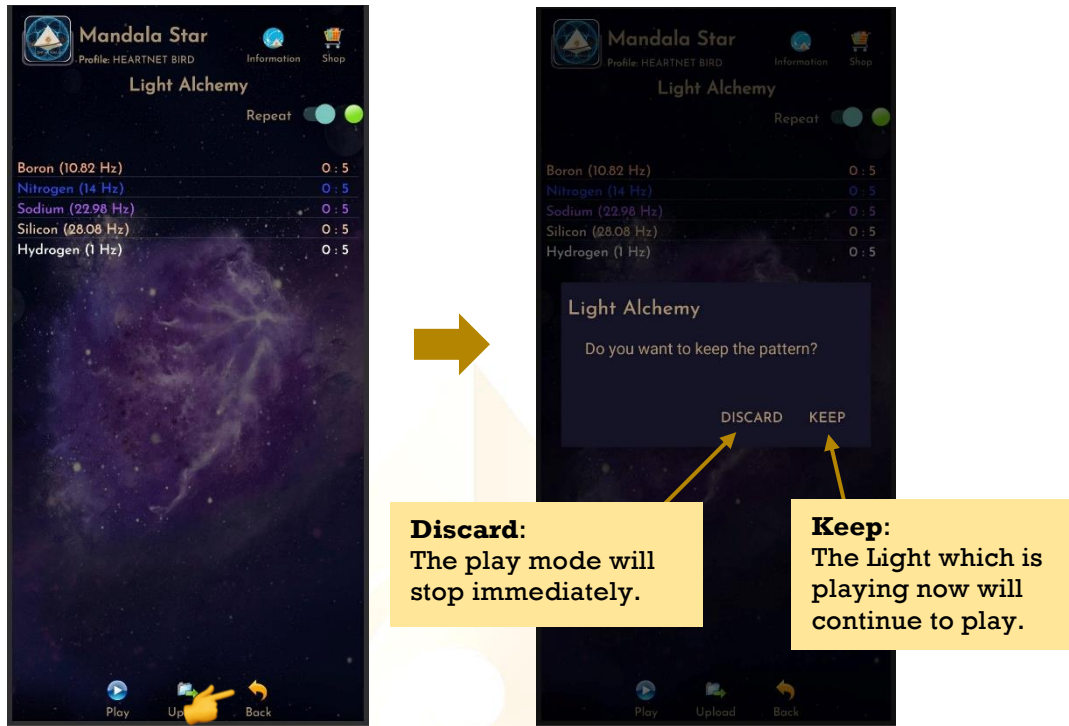 Mandala Star
Profile: HEARTNET BIRD
Information
Shop
Light Alchemy
Repeat
Boron (10.82 Hz) 0 : 5
Nitrogen (14 Hz) 0 : 5
Sodium (22.98 Hz) 0 : 5
Silicon (28.08 Hz) 0 : 5
Hydrogen (1 Hz) 0 : 5
Play
Back
Mandala Star
Profile: HEARTNET BIRD
Information
Shop
Light Alchemy
Repeat
Boron (10.82 Hz) 0 : 5
Nitrogen (14 Hz) 0 : 5
Sodium (22.98 Hz) 0 : 5
Silicon (28.08 Hz) 0 : 5
Hydrogen (1 Hz) 0 : 5
Light Alchemy
Do you want to keep the pattern?
DISCARD KEEP
Discard:
The play mode will
stop immediately.
Keep:
The Light which is
playing now will
continue to play.
Play
Upload
Back